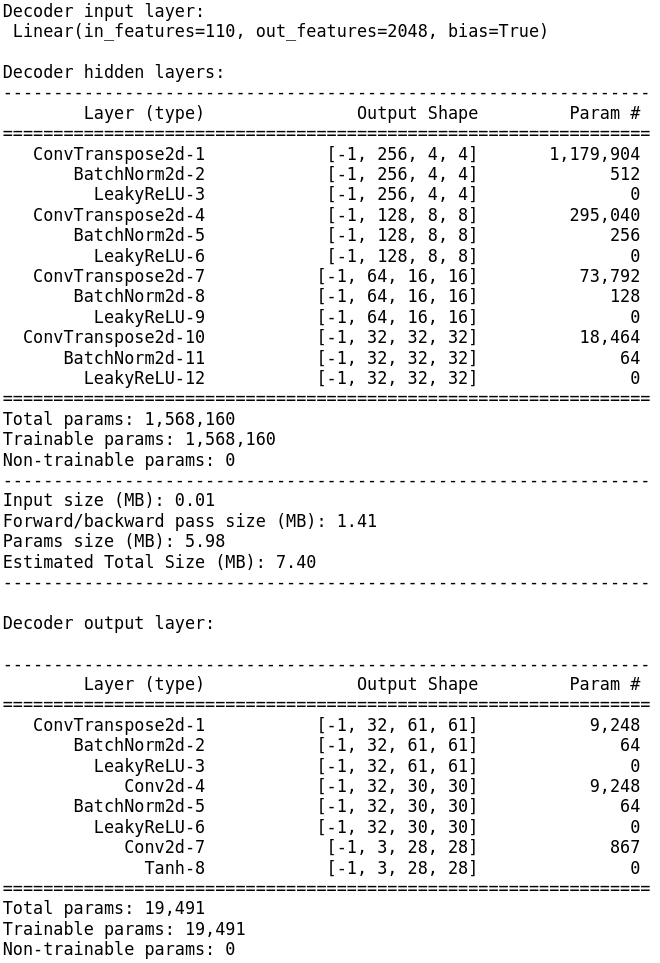 Decoder input layer:
Linear(in_features=110, out_features=2048, bias=True)
Decoder hidden layers:
----------------------------------------------------------------
Layer (type) Output Shape Param #
================================================================
ConvTranspose2d-1 [-1, 256, 4, 4] 1,179,904
BatchNorm2d-2 [-1, 256, 4, 4] 512
LeakyReLU-3 [-1, 256, 4, 4] 0
ConvTranspose2d-4 [-1, 128, 8, 8] 295,040
BatchNorm2d-5 [-1, 128, 8, 8] 256
LeakyReLU-6 [-1, 128, 8, 8] 0
ConvTranspose2d-7 [-1, 64, 16, 16] 73,792
BatchNorm2d-8 [-1, 64, 16, 16] 128
LeakyReLU-9 [-1, 64, 16, 16] 0
ConvTranspose2d-10 [-1, 32, 32, 32] 18,464
BatchNorm2d-11 [-1, 32, 32, 32] 64
LeakyReLU-12 [-1, 32, 32, 32] 0
================================================================
Total params: 1,568,160
Trainable params: 1,568,160
Non-trainable params: 0
----------------------------------------------------------------
Input size (MB): 0.01
Forward/backward pass size (MB): 1.41
Params size (MB): 5.98
Estimated Total Size (MB): 7.40
----------------------------------------------------------------
Decoder output layer:
----------------------------------------------------------------
Layer (type) Output Shape Param #
================================================================
ConvTranspose2d-1 [-1, 32, 61, 61] 9,248
BatchNorm2d-2 [-1, 32, 61, 61] 64
LeakyReLU-3 [-1, 32, 61, 61] 0
Conv2d-4 [-1, 32, 30, 30] 9,248
BatchNorm2d-5 [-1, 32, 30, 30] 64
LeakyReLU-6 [-1, 32, 30, 30] 0
Conv2d-7 [-1, 3, 28, 28] 867
Tanh-8 [-1, 3, 28, 28] 0
================================================================
Total params: 19,491
Trainable params: 19,491
Non-trainable params: 0